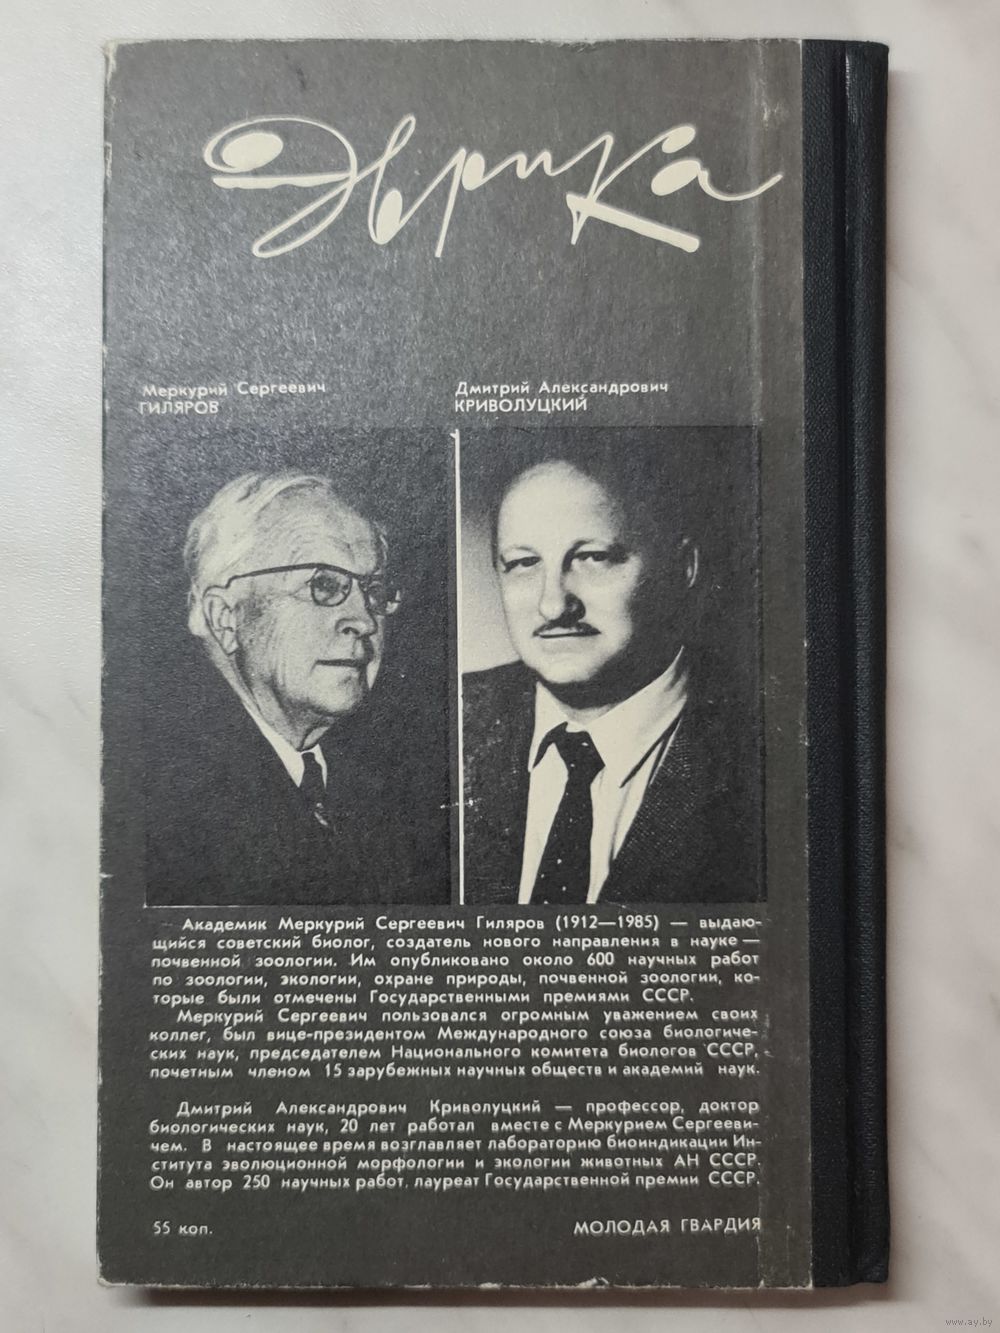 Эврика
Меркурий Сергеевич
ГИЛЯРОВ
Дмитрий Александрович
КРИВОЛУЦКИЙ
Академик Меркурий Сергеевич Гиляров (1912—1985) — выдаю-
щийся советский биолог, создатель нового направления в науке —
почвенной зоологии. Им опубликовано около 600 научных работ
по зоологии, экологии, охране природы, почвенной зоологии, ко-
торые были отмечены Государственными премиями СССР.
Меркурий Сергеевич пользовался огромным уважением своих
коллег, был вице-президентом Международного союза биологиче-
ских наук, председателем Национального комитета биологов СССР,
почетным членом 15 зарубежных научных обществ и академий наук.
Дмитрий Александрович Криволуцкий — профессор, доктор
биологических наук, 20 лет работал вместе с Меркурием Сергееви-
чем. В настоящее время возглавляет лабораторию биоиндикации Ин-
ститута эволюционной морфологии и экологии животных АН СССР.
Он автор 250 научных работ, лауреат Государственной премии СССР.
55 коп.
МОЛОДАЯ ГВАРДИЯ
www.ay.by